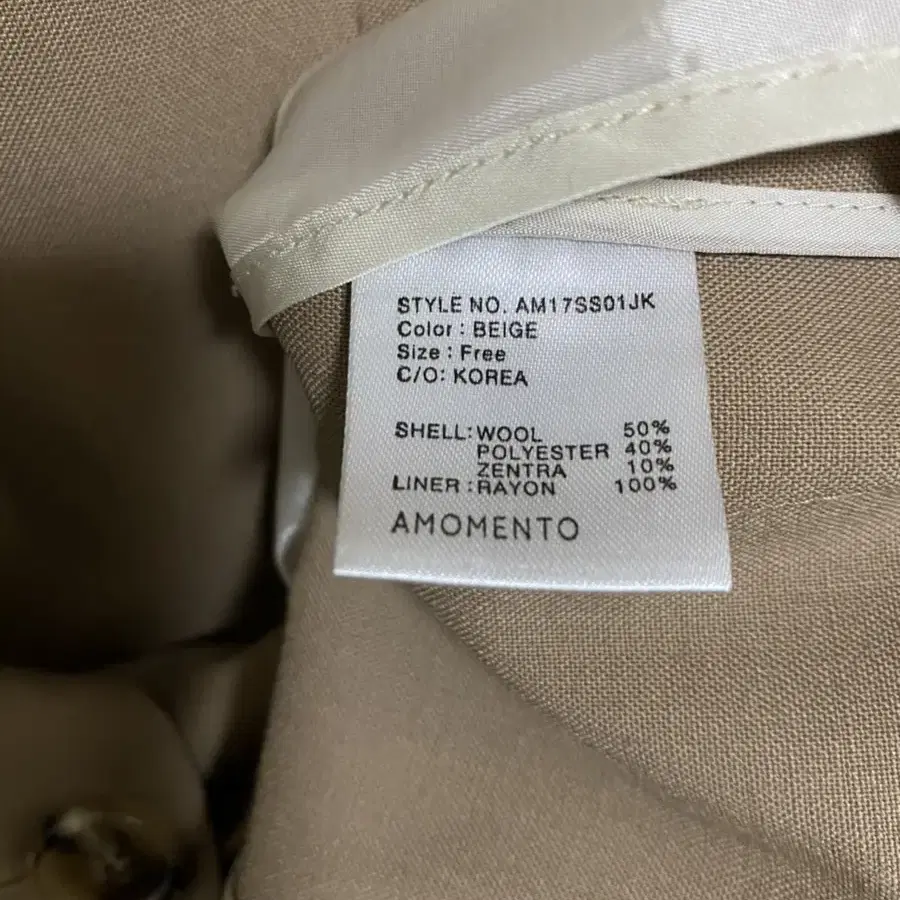 STYLE NO. AM17SS01JK
Color : BEIGE
Size : Free
C/O: KOREA
SHELL: WOOL 50%
POLYESTER 40%
ZENTRA 10%
LINER : RAYON 100%
AMOMENTO